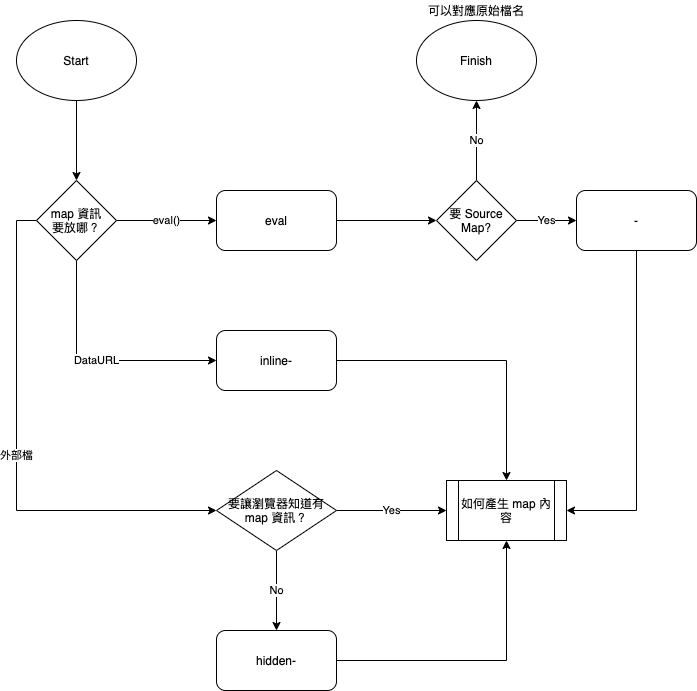 可以對應原始檔名
Start
Finish
No
map 資訊
要放哪？
eval()
eval
要 Source
Map?
Yes
-
DataURL
inline-
外部檔
要讓瀏覽器知道有
map 資訊？
Yes
如何產生 map 內
容
No
hidden-